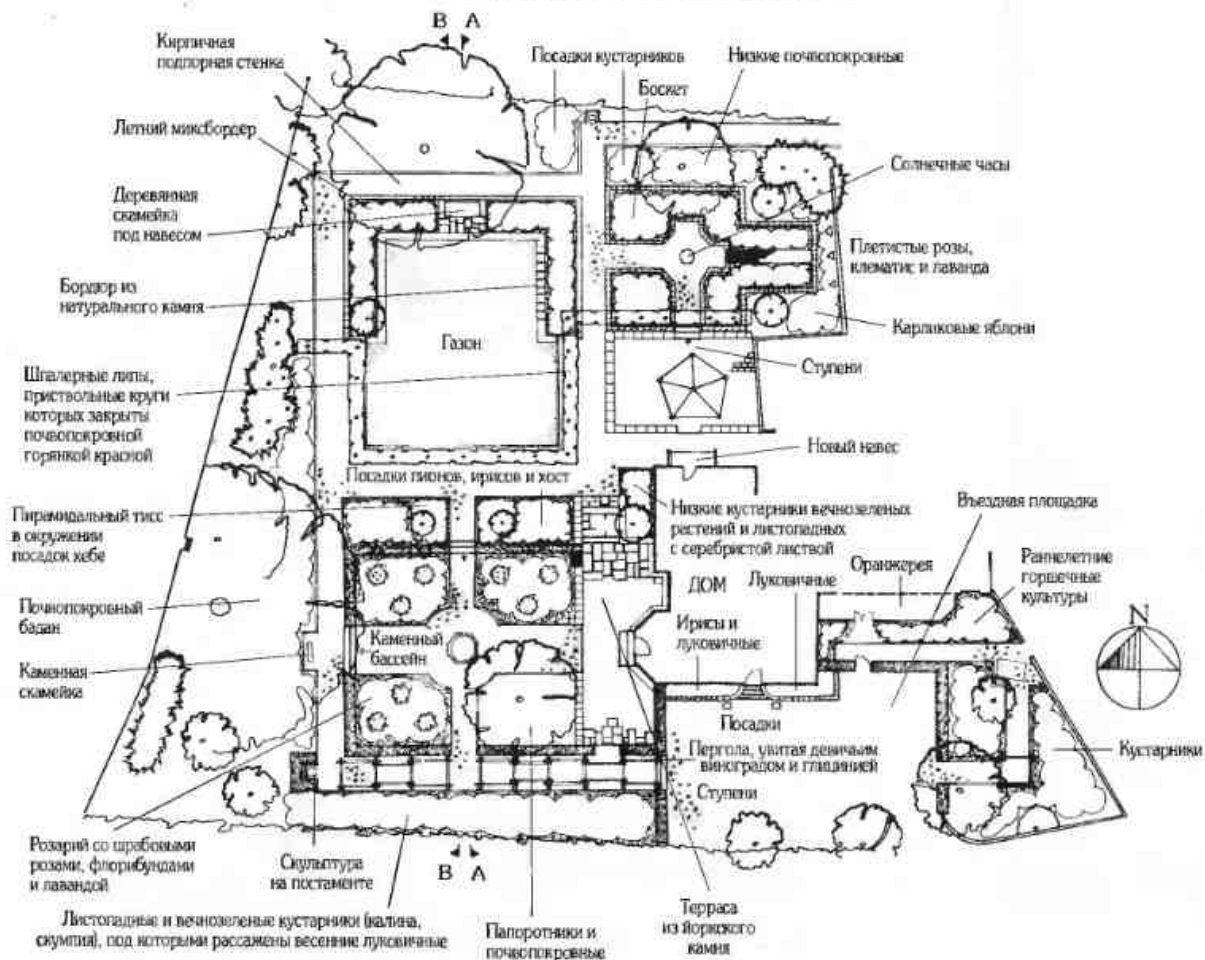 В А
Кирпичная
подпорная стенка
Посадки кустарников
Низкие почвопокровные
Боскет
Летний миксбордер
Солнечные часы
Деревянная
скамейка
под навесом
Плетистые розы,
клематис и лаванда
Бордюр из
натурального камня
Карликовые яблони
Газон
Ступени
Шпалерные липы,
приствольные круги
которых закрыты
почвопокровной
горянкой красной
Новый навес
Посадки пионов, ирисов и хост
Въездная площадка
Пирамидальный тисс
в окружении
посадок хебе
Низкие кустарники вечнозеленых
растений и листопадных
с серебристой листвой
Оранжерея
Раннелетние
горшечные
культуры
ДОМ
Луковичные
N
Почнопокровный
бадан
Ирисы и
луковичные
Каменный
бассейн
Каменная
скамейка
Посадки
Пергола, увитая девичьим
виноградом и глицинией
Кустарники
Ступени
Розарий со шрабовыми
розами, флорибундами
и лавандой
Скульптура
на постаменте
В А
Терраса
из йоркского
камня
Листопадные и вечнозеленые кустарники (калина,
скумпия), под которыми рассажены весенние луковичные
Папоротники и
почвопокровные